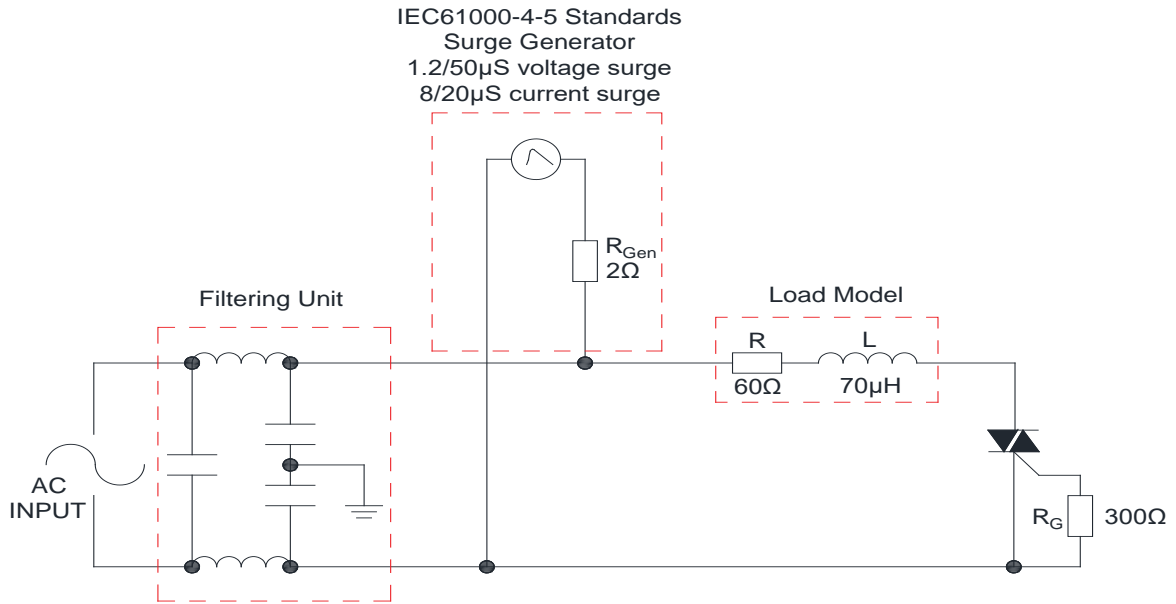 IEC61000-4-5 Standards
Surge Generator
1.2/50µS voltage surge
8/20µS current surge
RGen
2Ω
Filtering Unit
Load Model
R
L
60Ω
70µH
AC
INPUT
RG
300Ω